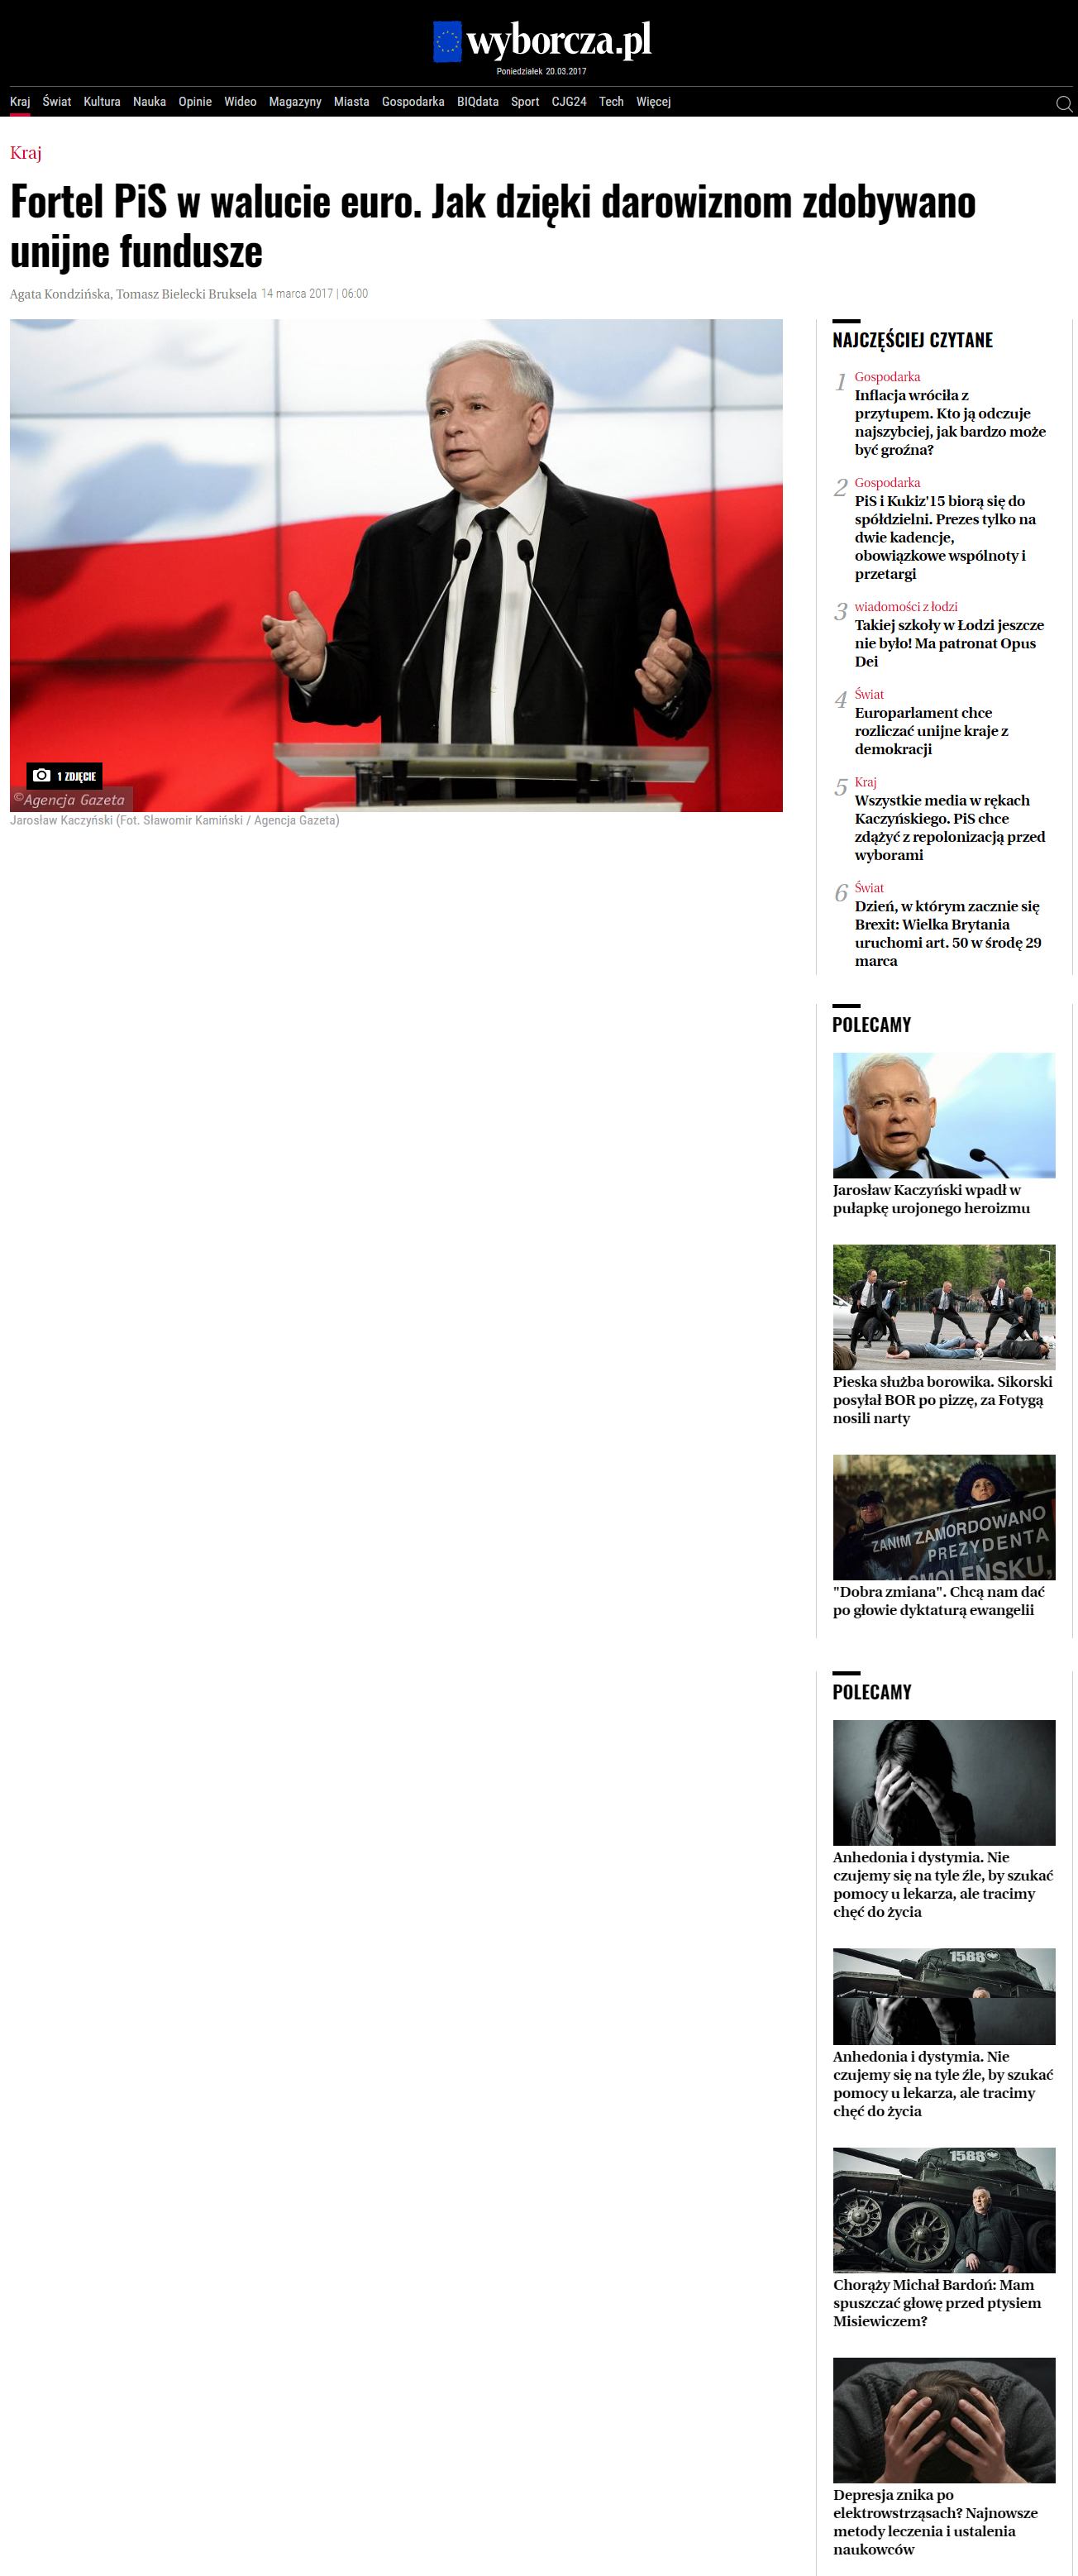 wyborcza.pl
Poniedziałek 20.03.2017
Kraj Świat Kultura Nauka Opinie Wideo Magazyny Miasta Gospodarka BIQdata Sport CJG24 Tech Więcej
Kraj
Fortel PiS w walucie euro. Jak dzięki darowiznom zdobywano
unijne fundusze
Agata Kondzińska, Tomasz Bielecki Bruksela 14 marca 2017 | 06:00
1 ZDJĘCIE
©Agencja Gazeta
Jarosław Kaczyński (Fot. Sławomir Kamiński / Agencja Gazeta)
NAJCZĘŚCIEJ CZYTANE
1 Gospodarka
Inflacja wróciła z
przytupem. Kto ją odczuje
najszybciej, jak bardzo może
być groźna?
2 Gospodarka
PiS i Kukiz'15 biorą się do
spółdzielni. Prezes tylko na
dwie kadencje,
obowiązkowe wspólnoty i
przetargi
3 wiadomości z łodzi
Takiej szkoły w Łodzi jeszcze
nie było! Ma patronat Opus
Dei
4 Świat
Europarlament chce
rozliczać unijne kraje z
demokracji
5 Kraj
Wszystkie media w rękach
Kaczyńskiego. PiS chce
zdążyć z repolonizacją przed
wyborami
6 Świat
Dzień, w którym zacznie się
Brexit: Wielka Brytania
uruchomi art. 50 w środę 29
marca
POLECAMY
Jarosław Kaczyński wpadł w
pułapkę urojonego heroizmu
Pieska służba borowika. Sikorski
posyłał BOR po pizzę, za Fotygą
nosili narty
ZANIM ZAMORDOWANO
PREZYDENTA
SMOLEŃSKU,
"Dobra zmiana". Chcą nam dać
po głowie dyktaturą ewangelii
POLECAMY
Anhedonia i dystymia. Nie
czujemy się na tyle źle, by szukać
pomocy u lekarza, ale tracimy
chęć do życia
1588
Anhedonia i dystymia. Nie
czujemy się na tyle źle, by szukać
pomocy u lekarza, ale tracimy
chęć do życia
1588
Chorąży Michał Bardoń: Mam
spuszczać głowę przed ptysiem
Misiewiczem?
Depresja znika po
elektrowstrząsach? Najnowsze
metody leczenia i ustalenia
naukowców